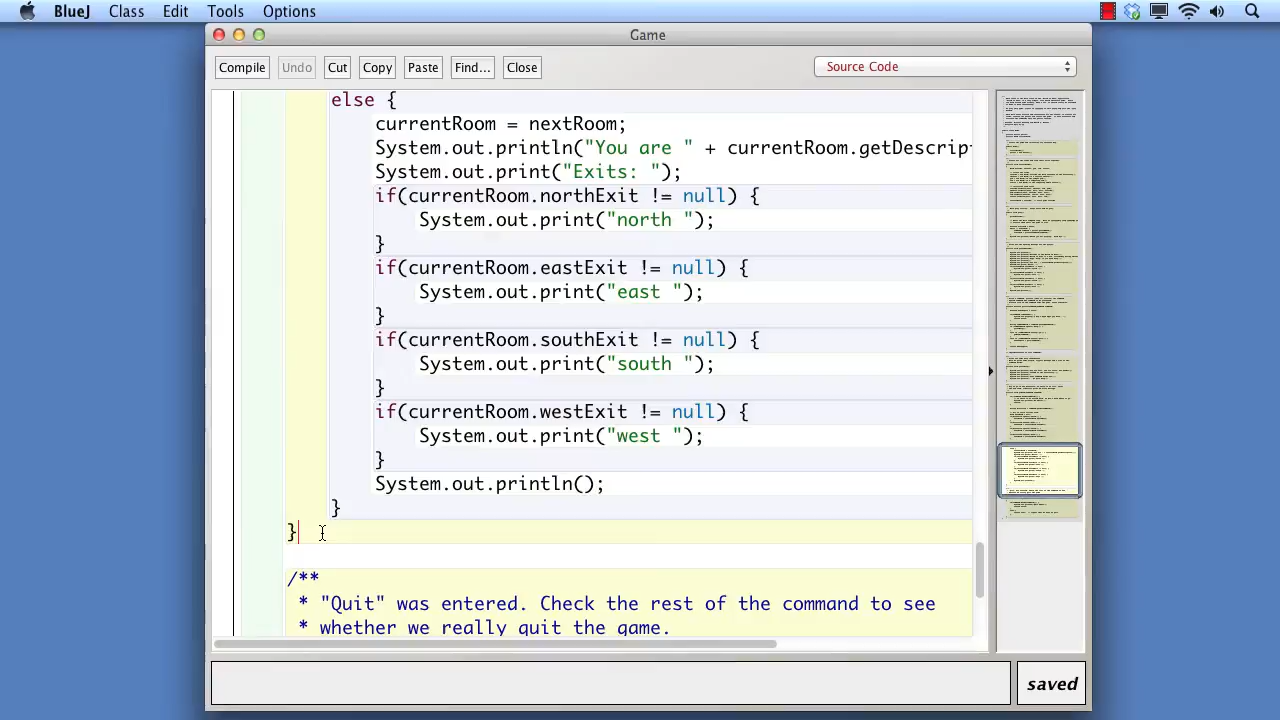 BlueJ Class Edit Tools Options
Game
Compile Undo Cut Copy Paste Find... Close Source Code
else {
currentRoom = nextRoom;
System.out.println("You are " + currentRoom.getDescrip
System.out.print("Exits: ");
if(currentRoom.northExit != null) {
System.out.print("north ");
}
if(currentRoom.eastExit != null) {
System.out.print("east ");
}
if(currentRoom.southExit != null) {
System.out.print("south ");
}
if(currentRoom.westExit != null) {
System.out.print("west ");
}
System.out.println();
}
}
/**
* "Quit" was entered. Check the rest of the command to see
* whether we really quit the game.
saved